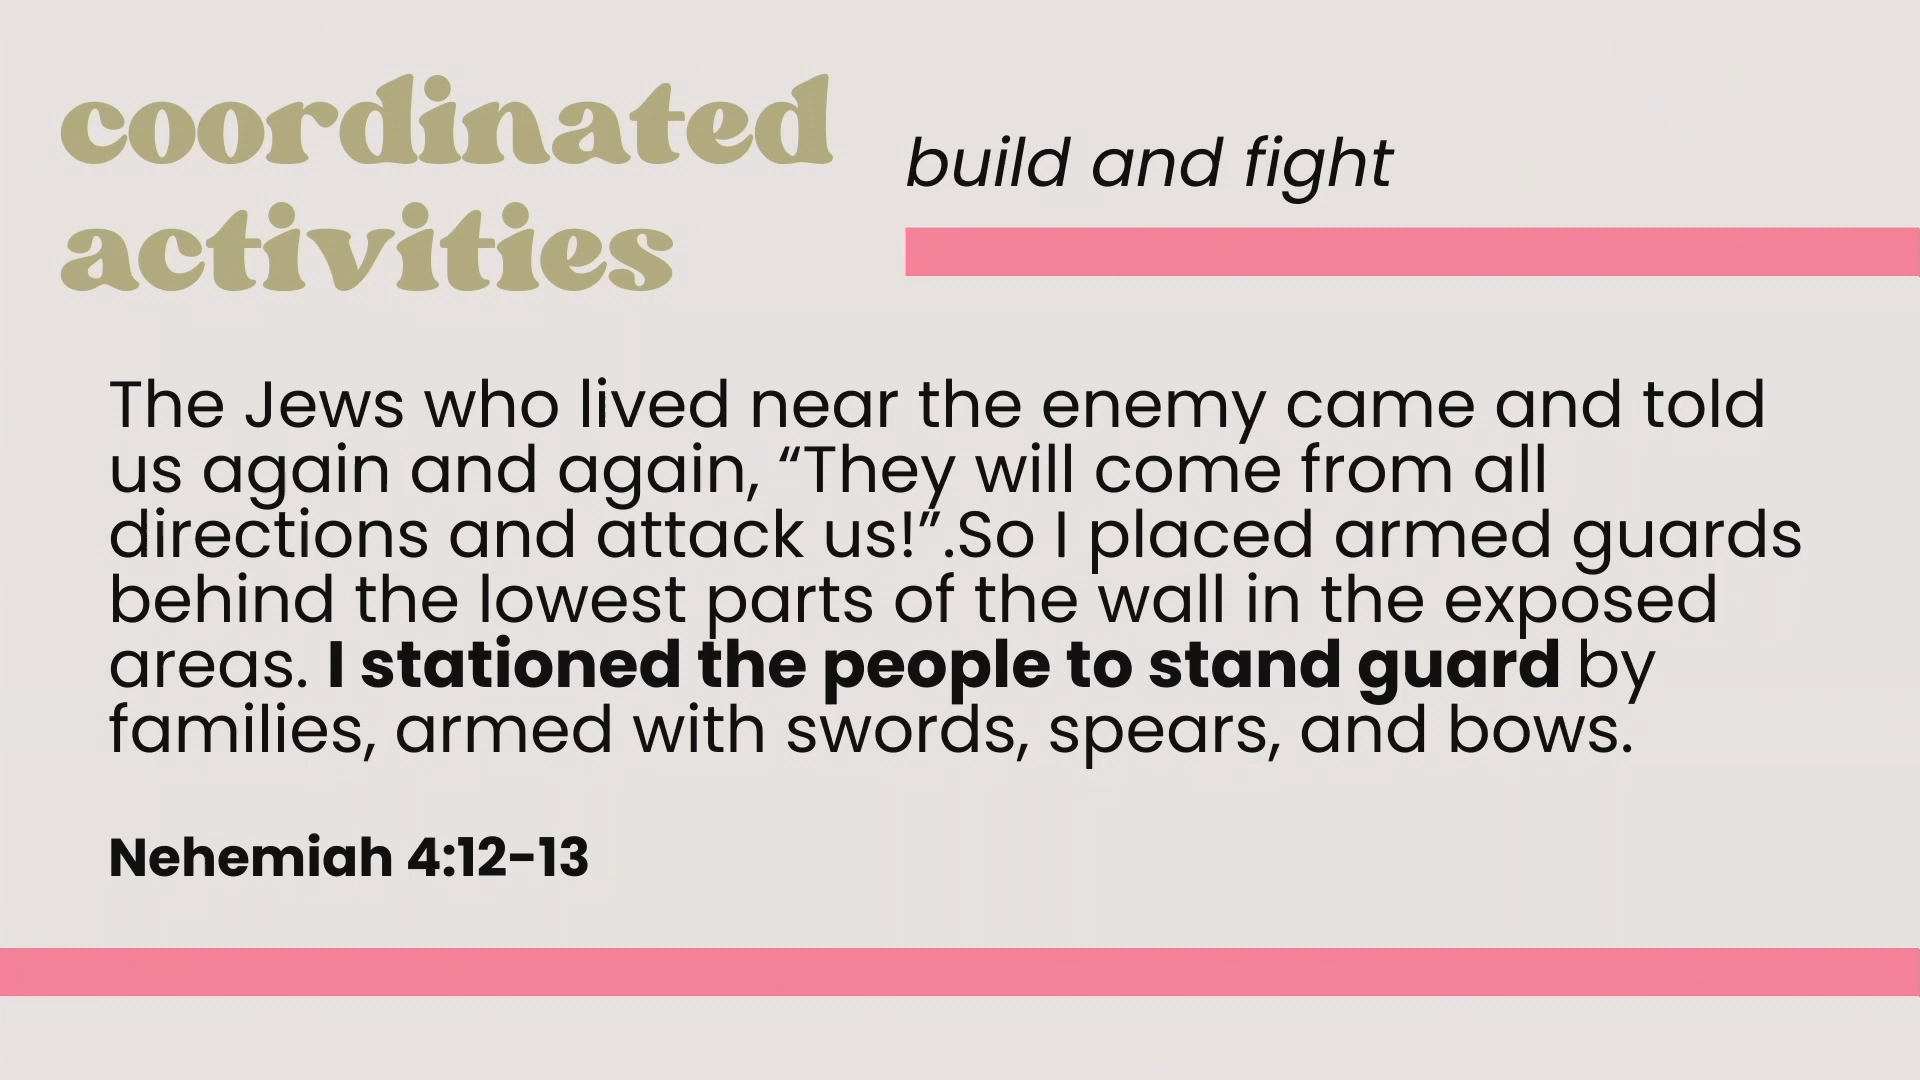 coordinated
activities
build and fight
The Jews who lived near the enemy came and told
us again and again, “They will come from all
directions and attack us!”.So I placed armed guards
behind the lowest parts of the wall in the exposed
areas. I stationed the people to stand guard by
families, armed with swords, spears, and bows.
Nehemiah 4:12-13